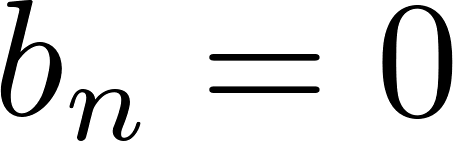 b_n = 0